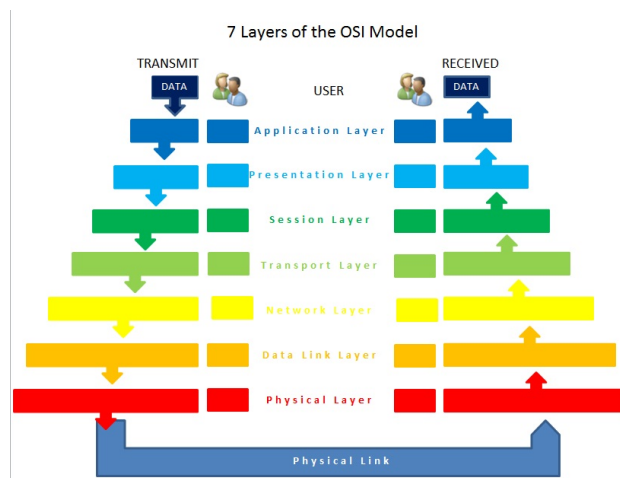 7 Layers of the OSI Model
TRANSMIT
RECEIVED
DATA
USER
DATA
Application Layer
Presentation Layer
Session Layer
Transport Layer
Network Layer
Data Link Layer
Physical Layer
Physical Link